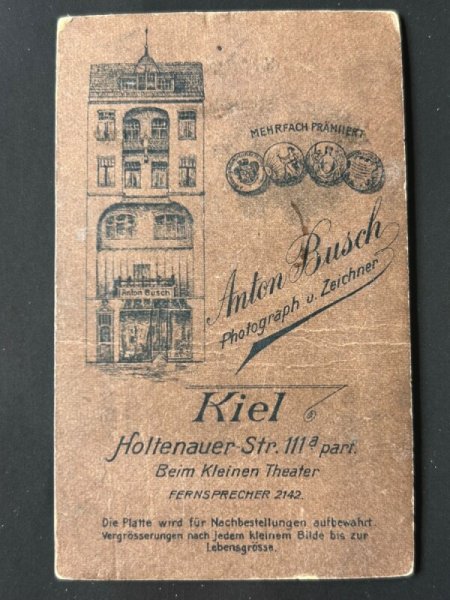 MEHRFACH PRÄMIIERT
Anton Busch
Photograph u. Zeichner
Anton Busch
Kiel
Holtenauer-Str. 111ª part.
Beim Kleinen Theater
FERNSPRECHER 2142.
Die Platte wird für Nachbestellungen aufbewahrt.
Vergrösserungen nach jedem kleinem Bilde bis zur
Lebensgrösse.